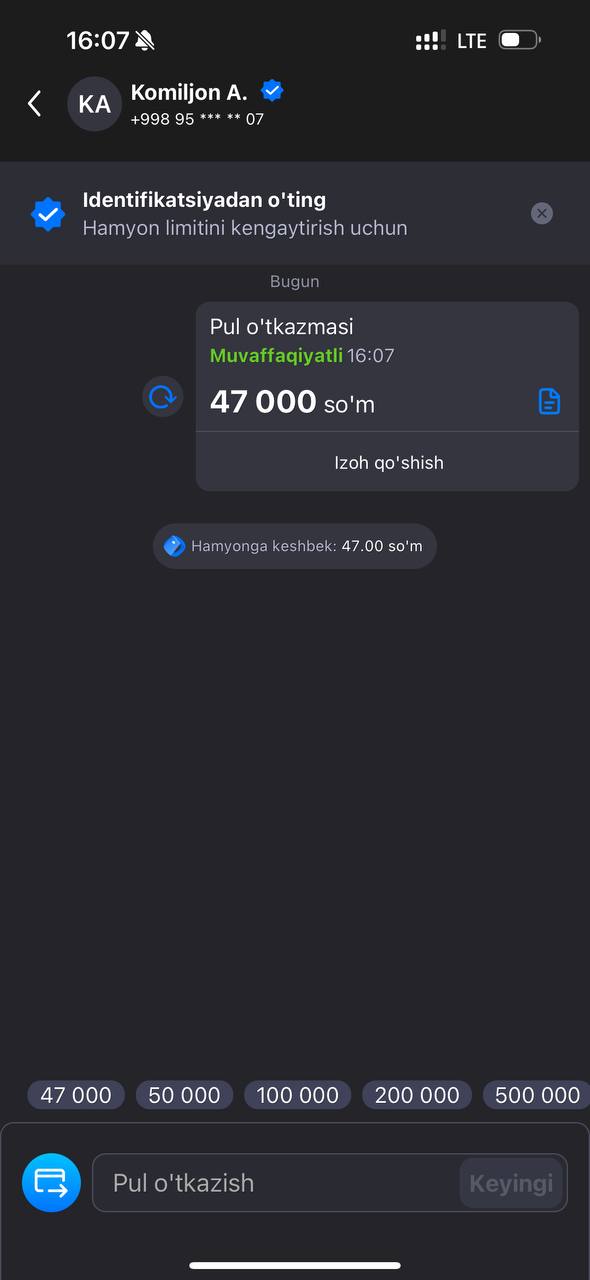 16:07
LTE
KA
Komiljon A.
+998 95 *** ** 07
Identifikatsiyadan o'ting
Hamyon limitini kengaytirish uchun
Bugun
Pul o'tkazmasi
Muvaffaqiyatli 16:07
47 000 so'm
Izoh qo'shish
Hamyonga keshbek: 47.00 so'm
47 000 50 000 100 000 200 000 500 000
Pul o'tkazish Keyingi